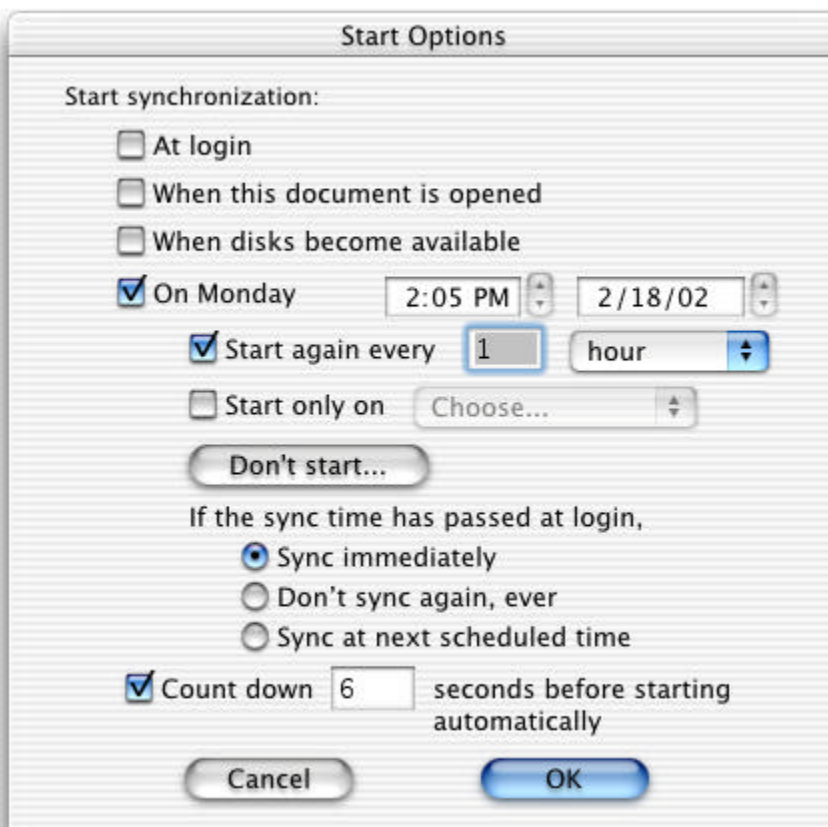 Start Options
Start synchronization:
At login
When this document is opened
When disks become available
On Monday 2:05 PM 2/18/02
Start again every 1 hour
Start only on Choose...
Don't start...
If the sync time has passed at login,
Sync immediately
Don’t sync again, ever
Sync at next scheduled time
Count down 6 seconds before starting
automatically
Cancel OK